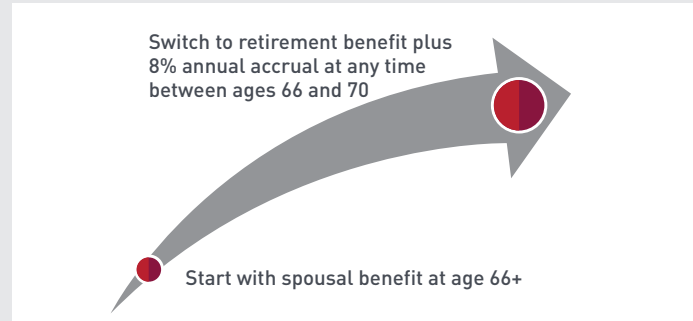 Switch to retirement benefit plus
8% annual accrual at any time
between ages 66 and 70
Start with spousal benefit at age 66+